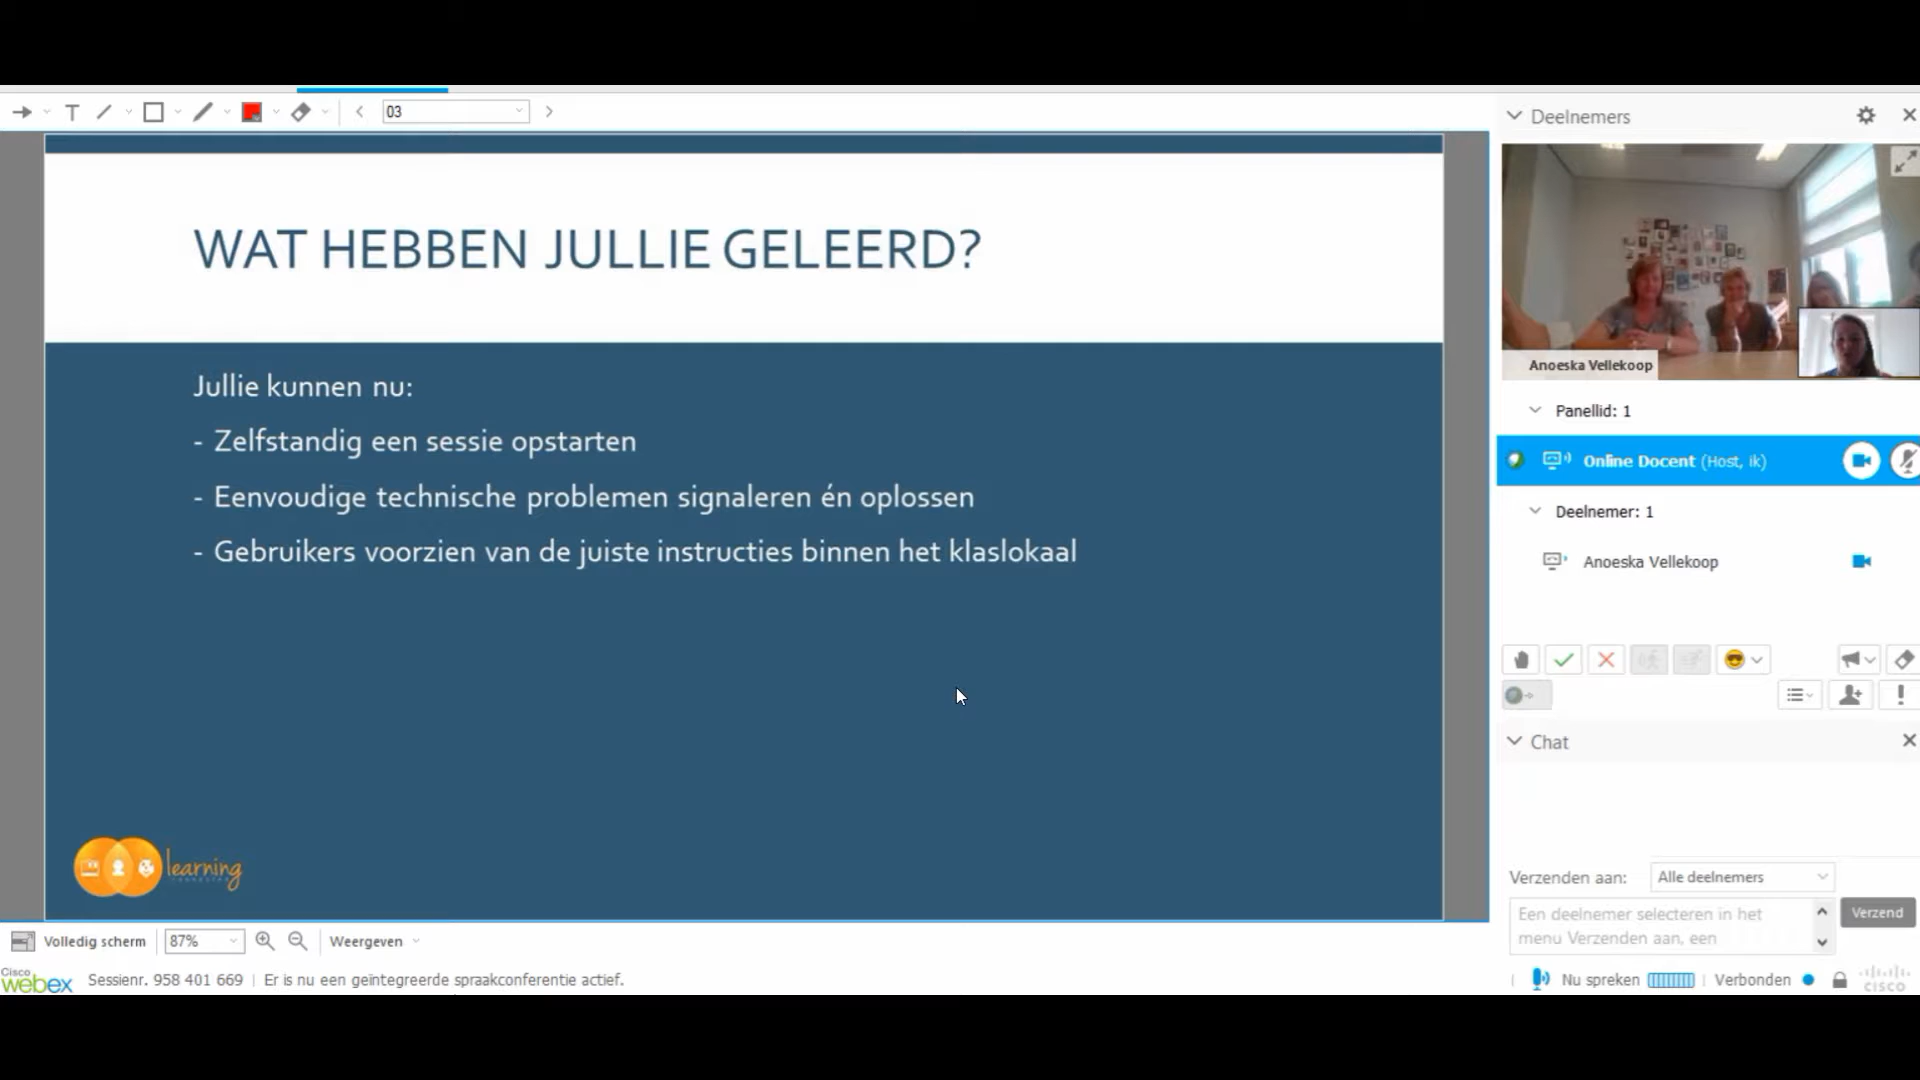 03
WAT HEBBEN JULLIE GELEERD?
Jullie kunnen nu:
- Zelfstandig een sessie opstarten
- Eenvoudige technische problemen signaleren én oplossen
- Gebruikers voorzien van de juiste instructies binnen het klaslokaal
learning
Volledig scherm
87%
Weergeven
Cisco
webex
Sessienr. 958 401 669
Er is nu een geïntegreerde spraakconferentie actief.
Deelnemers
Anoeska Vellekoop
Panellid: 1
Online Docent (Host, ik)
Deelnemer: 1
Anoeska Vellekoop
Chat
Verzenden aan:
Alle deelnemers
Een deelnemer selecteren in het
menu Verzenden aan, een
Verzend
Nu spreken
Verbonden
CISCO